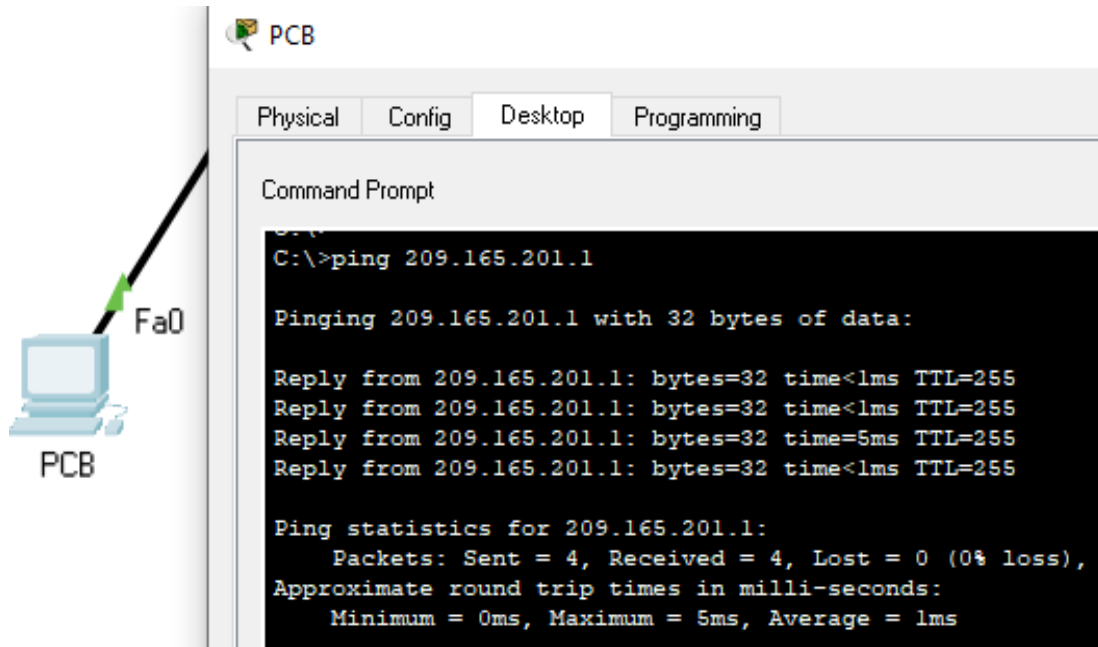 PCB
Physical Config Desktop Programming
Command Prompt
C:\>ping 209.165.201.1
Pinging 209.165.201.1 with 32 bytes of data:
Reply from 209.165.201.1: bytes=32 time<1ms TTL=255
Reply from 209.165.201.1: bytes=32 time<1ms TTL=255
Reply from 209.165.201.1: bytes=32 time=5ms TTL=255
Reply from 209.165.201.1: bytes=32 time<1ms TTL=255
Ping statistics for 209.165.201.1:
Packets: Sent = 4, Received = 4, Lost = 0 (0% loss),
Approximate round trip times in milli-seconds:
Minimum = 0ms, Maximum = 5ms, Average = 1ms
Fa0
PCB